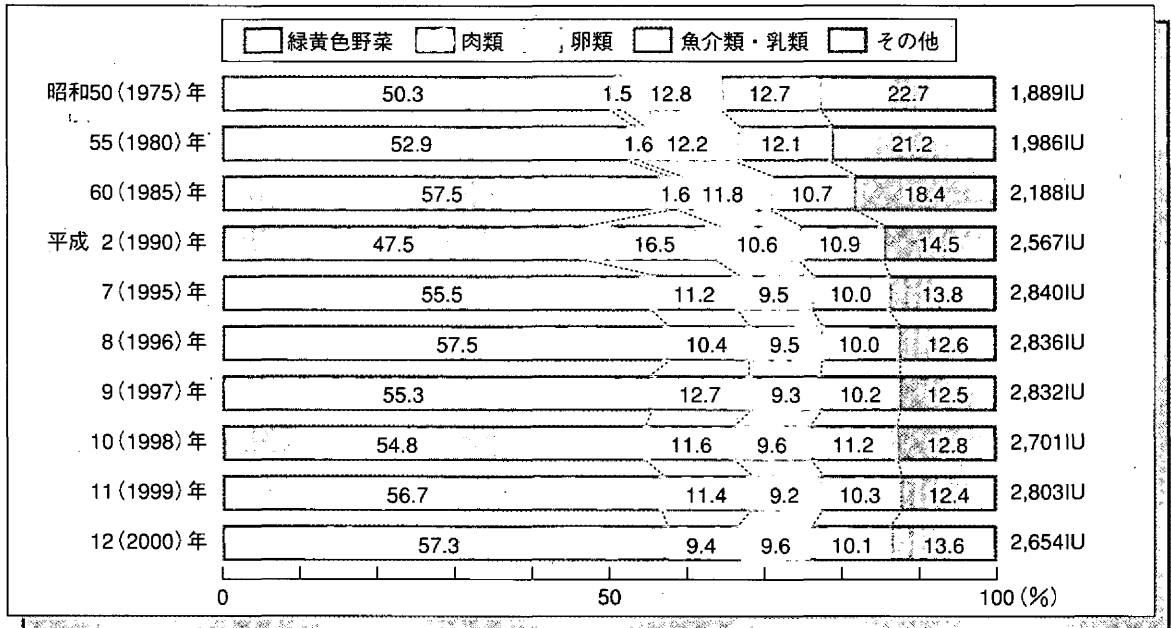 緑黄色野菜 肉類 卵類 魚介類・乳類 その他
昭和50(1975)年 50.3 1.5 12.8 12.7 22.7 1,889IU
55(1980)年 52.9 1.6 12.2 12.1 21.2 1,986IU
60(1985)年 57.5 1.6 11.8 10.7 18.4 2,188IU
平成 2(1990)年 47.5 16.5 10.6 10.9 14.5 2,567IU
7(1995)年 55.5 11.2 9.5 10.0 13.8 2,840IU
8(1996)年 57.5 10.4 9.5 10.0 12.6 2,836IU
9(1997)年 55.3 12.7 9.3 10.2 12.5 2,832IU
10(1998)年 54.8 11.6 9.6 11.2 12.8 2,701IU
11(1999)年 56.7 11.4 9.2 10.3 12.4 2,803IU
12(2000)年 57.3 9.4 9.6 10.1 13.6 2,654IU
0 50 100(%)